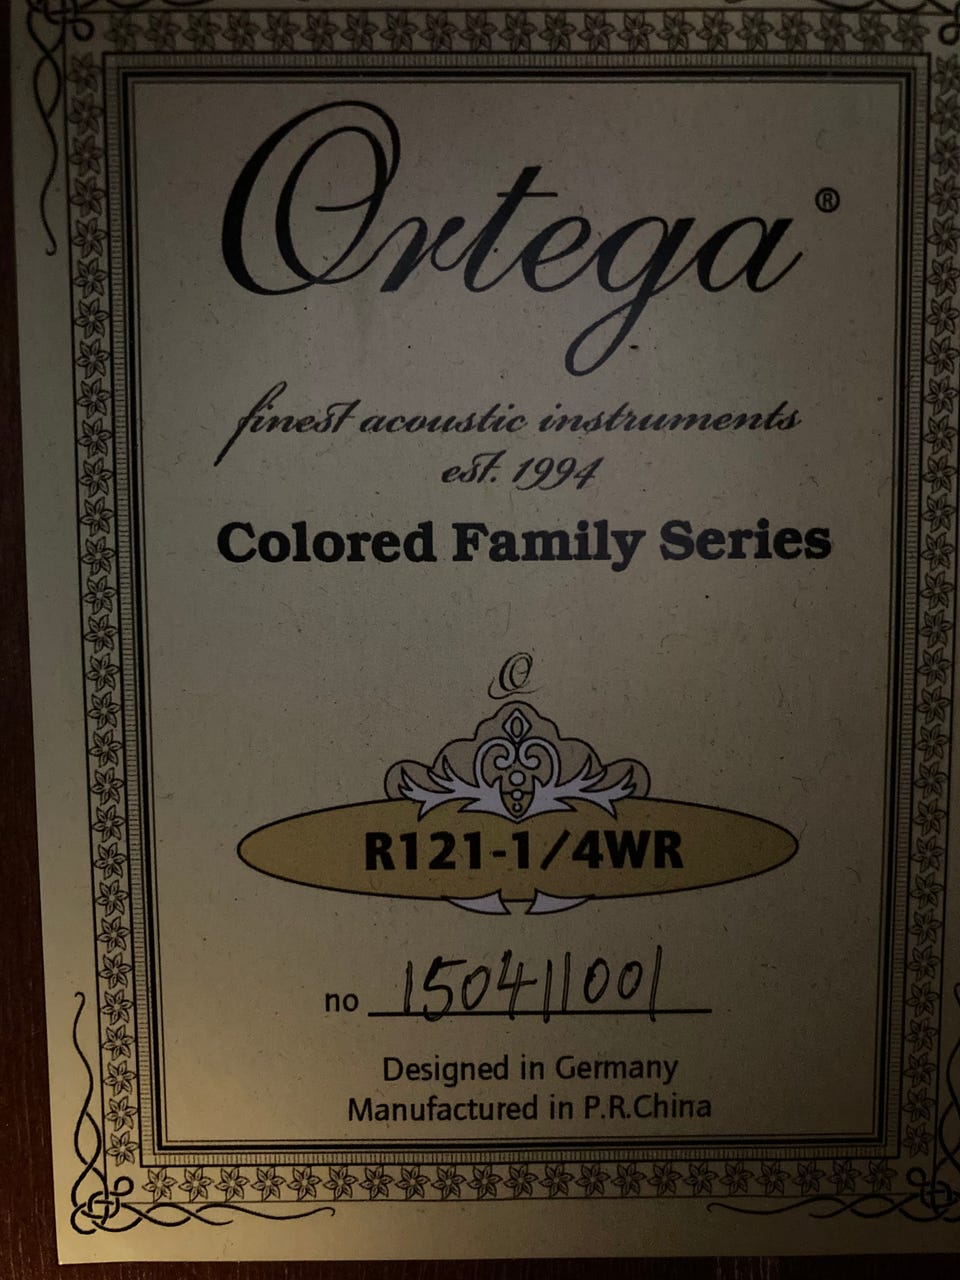 Ortega®
finest acoustic instruments
est. 1994
Colored Family Series
O
R121-1/4WR
no 150411001
Designed in Germany
Manufactured in P.R.China